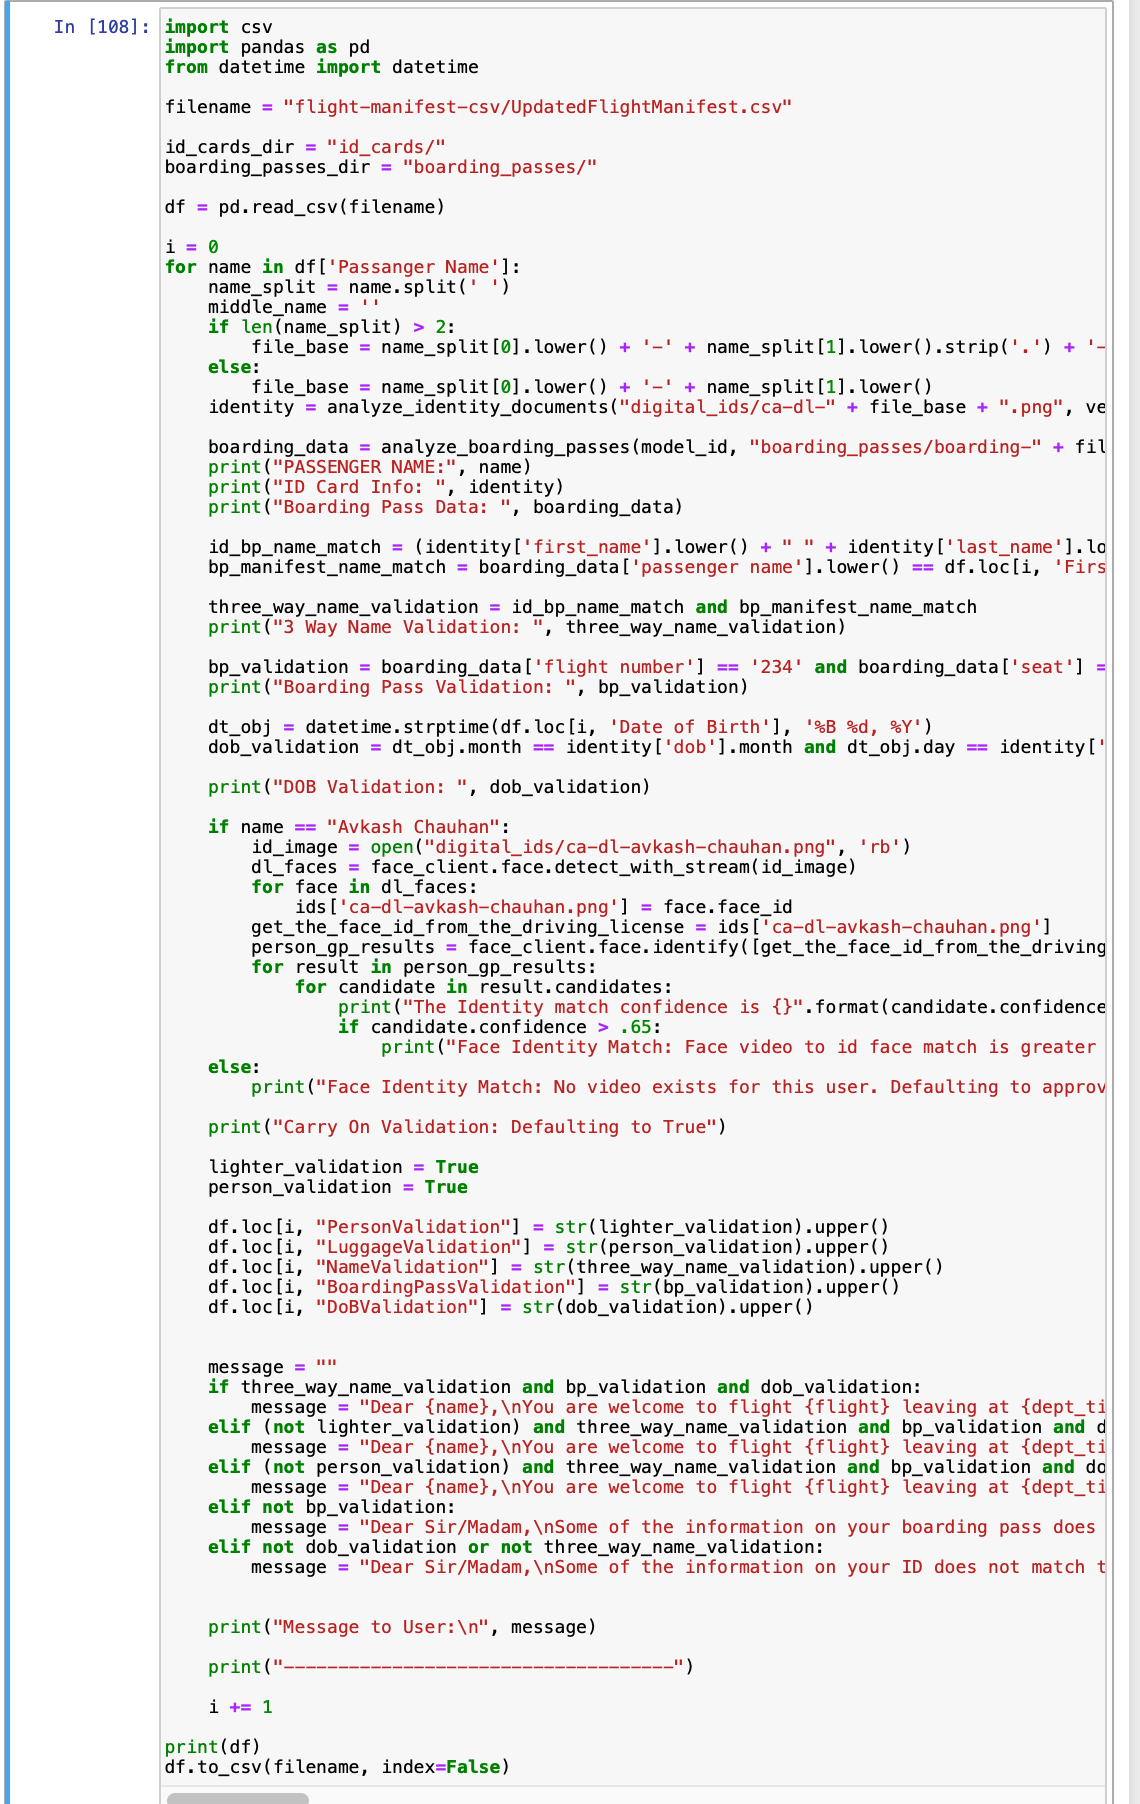 In [108]:
import csv
import pandas as pd
from datetime import datetime

filename = "flight-manifest-csv/UpdatedFlightManifest.csv"

id_cards_dir = "id_cards/"
boarding_passes_dir = "boarding_passes/"

df = pd.read_csv(filename)

i = 0
for name in df['Passanger Name']:
    name_split = name.split(' ')
    middle_name = ''
    if len(name_split) > 2:
        file_base = name_split[0].lower() + '-' + name_split[1].lower().strip('.') + '-
    else:
        file_base = name_split[0].lower() + '-' + name_split[1].lower()
    identity = analyze_identity_documents("digital_ids/ca-dl-" + file_base + ".png", ve

    boarding_data = analyze_boarding_passes(model_id, "boarding_passes/boarding-" + fil
    print("PASSENGER NAME:", name)
    print("ID Card Info: ", identity)
    print("Boarding Pass Data: ", boarding_data)

    id_bp_name_match = (identity['first_name'].lower() + " " + identity['last_name'].lo
    bp_manifest_name_match = boarding_data['passenger name'].lower() == df.loc[i, 'Firs

    three_way_name_validation = id_bp_name_match and bp_manifest_name_match
    print("3 Way Name Validation: ", three_way_name_validation)

    bp_validation = boarding_data['flight number'] == '234' and boarding_data['seat'] =
    print("Boarding Pass Validation: ", bp_validation)

    dt_obj = datetime.strptime(df.loc[i, 'Date of Birth'], '%B %d, %Y')
    dob_validation = dt_obj.month == identity['dob'].month and dt_obj.day == identity['

    print("DOB Validation: ", dob_validation)

    if name == "Avkash Chauhan":
        id_image = open("digital_ids/ca-dl-avkash-chauhan.png", 'rb')
        dl_faces = face_client.face.detect_with_stream(id_image)
        for face in dl_faces:
            ids['ca-dl-avkash-chauhan.png'] = face.face_id
        get_the_face_id_from_the_driving_license = ids['ca-dl-avkash-chauhan.png']
        person_gp_results = face_client.face.identify([get_the_face_id_from_the_driving
        for result in person_gp_results:
            for candidate in result.candidates:
                print("The Identity match confidence is {}".format(candidate.confidence
                if candidate.confidence > .65:
                    print("Face Identity Match: Face video to id face match is greater
    else:
        print("Face Identity Match: No video exists for this user. Defaulting to approv

    print("Carry On Validation: Defaulting to True")

    lighter_validation = True
    person_validation = True

    df.loc[i, "PersonValidation"] = str(lighter_validation).upper()
    df.loc[i, "LuggageValidation"] = str(person_validation).upper()
    df.loc[i, "NameValidation"] = str(three_way_name_validation).upper()
    df.loc[i, "BoardingPassValidation"] = str(bp_validation).upper()
    df.loc[i, "DoBValidation"] = str(dob_validation).upper()


    message = ""
    if three_way_name_validation and bp_validation and dob_validation:
        message = "Dear {name},\nYou are welcome to flight {flight} leaving at {dept_ti
    elif (not lighter_validation) and three_way_name_validation and bp_validation and d
        message = "Dear {name},\nYou are welcome to flight {flight} leaving at {dept_ti
    elif (not person_validation) and three_way_name_validation and bp_validation and do
        message = "Dear {name},\nYou are welcome to flight {flight} leaving at {dept_ti
    elif not bp_validation:
        message = "Dear Sir/Madam,\nSome of the information on your boarding pass does
    elif not dob_validation or not three_way_name_validation:
        message = "Dear Sir/Madam,\nSome of the information on your ID does not match t


    print("Message to User:\n", message)

    print("------------------------------------")

    i += 1

print(df)
df.to_csv(filename, index=False)